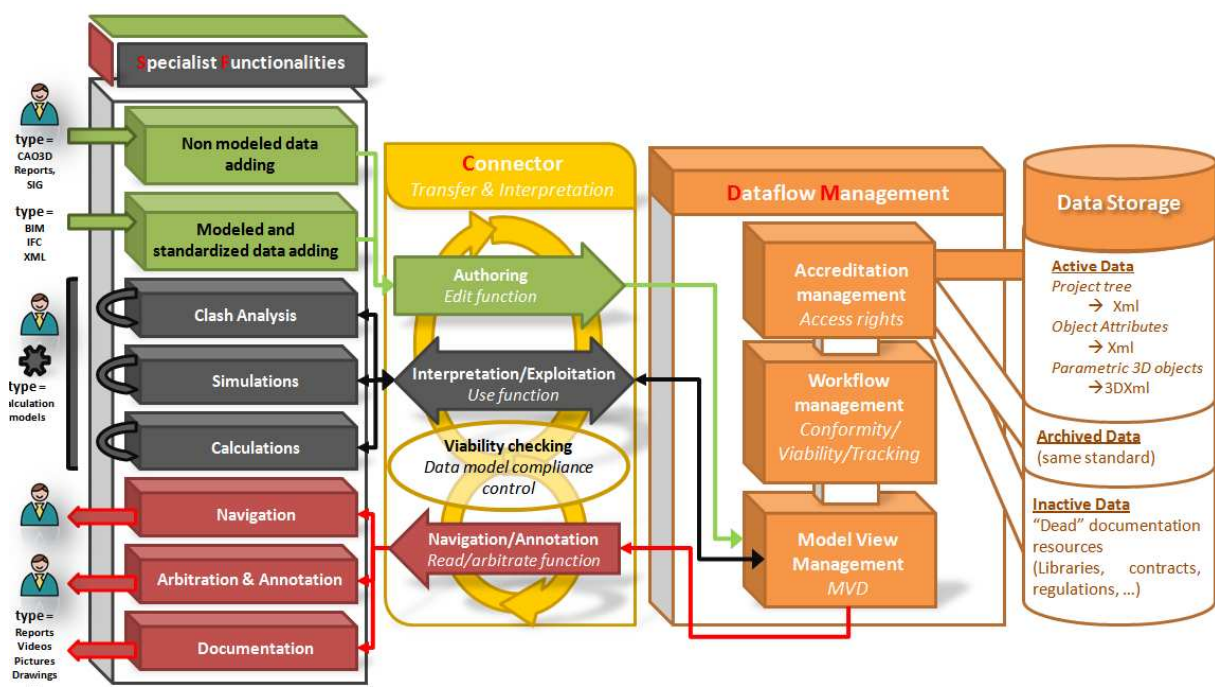 Specialist Functionalities
type =
CAO3D
Reports,
SIG
type=
BIM
IFC
XML
type=
alculation
models
type =
Reports
Videos
Pictures
Drawings
Non modeled data
adding
Modeled and
standardized data adding
Clash Analysis
Simulations
Calculations
Navigation
Arbitration & Annotation
Documentation
Connector
Transfer & Interpretation
Authoring
Edit function
Interpretation/Exploitation
Use function
Viability checking
Data model compliance
control
Navigation/Annotation
Read/arbitrate function
Dataflow Management
Accreditation
management
Access rights
Workflow
management
Conformity/
Viability/Tracking
Model View
Management
MVD
Data Storage
Active Data
Project tree
→ Xml
Object Attributes
→ Xml
Parametric 3D objects
→3DXml
Archived Data
(same standard)
Inactive Data
“Dead” documentation
resources
(Libraries, contracts,
regulations, ...)